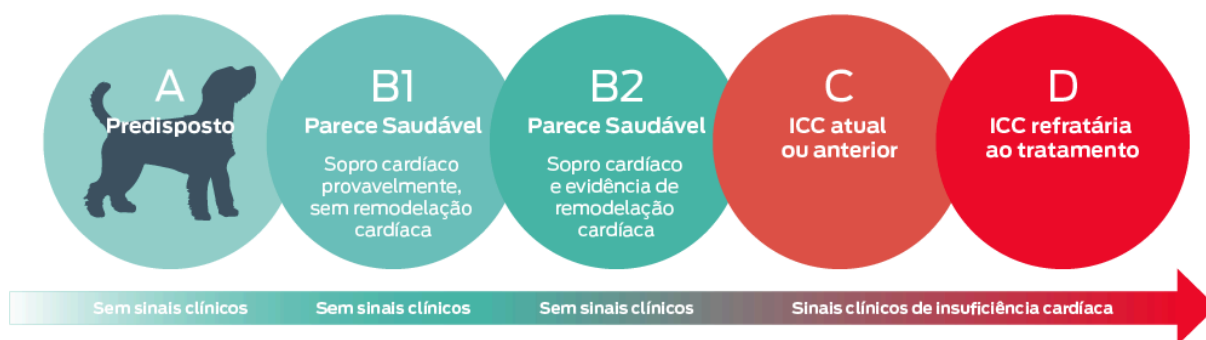 A
Predisposto
B1
Parece Saudável
Sopro cardíaco
provavelmente,
sem remodelação
cardíaca
B2
Parece Saudável
Sopro cardíaco
e evidência de
remodelação
cardíaca
C
ICC atual
ou anterior
D
ICC refratária
ao tratamento
Sem sinais clínicos
Sem sinais clínicos
Sem sinais clínicos
Sinais clínicos de insuficiência cardíaca